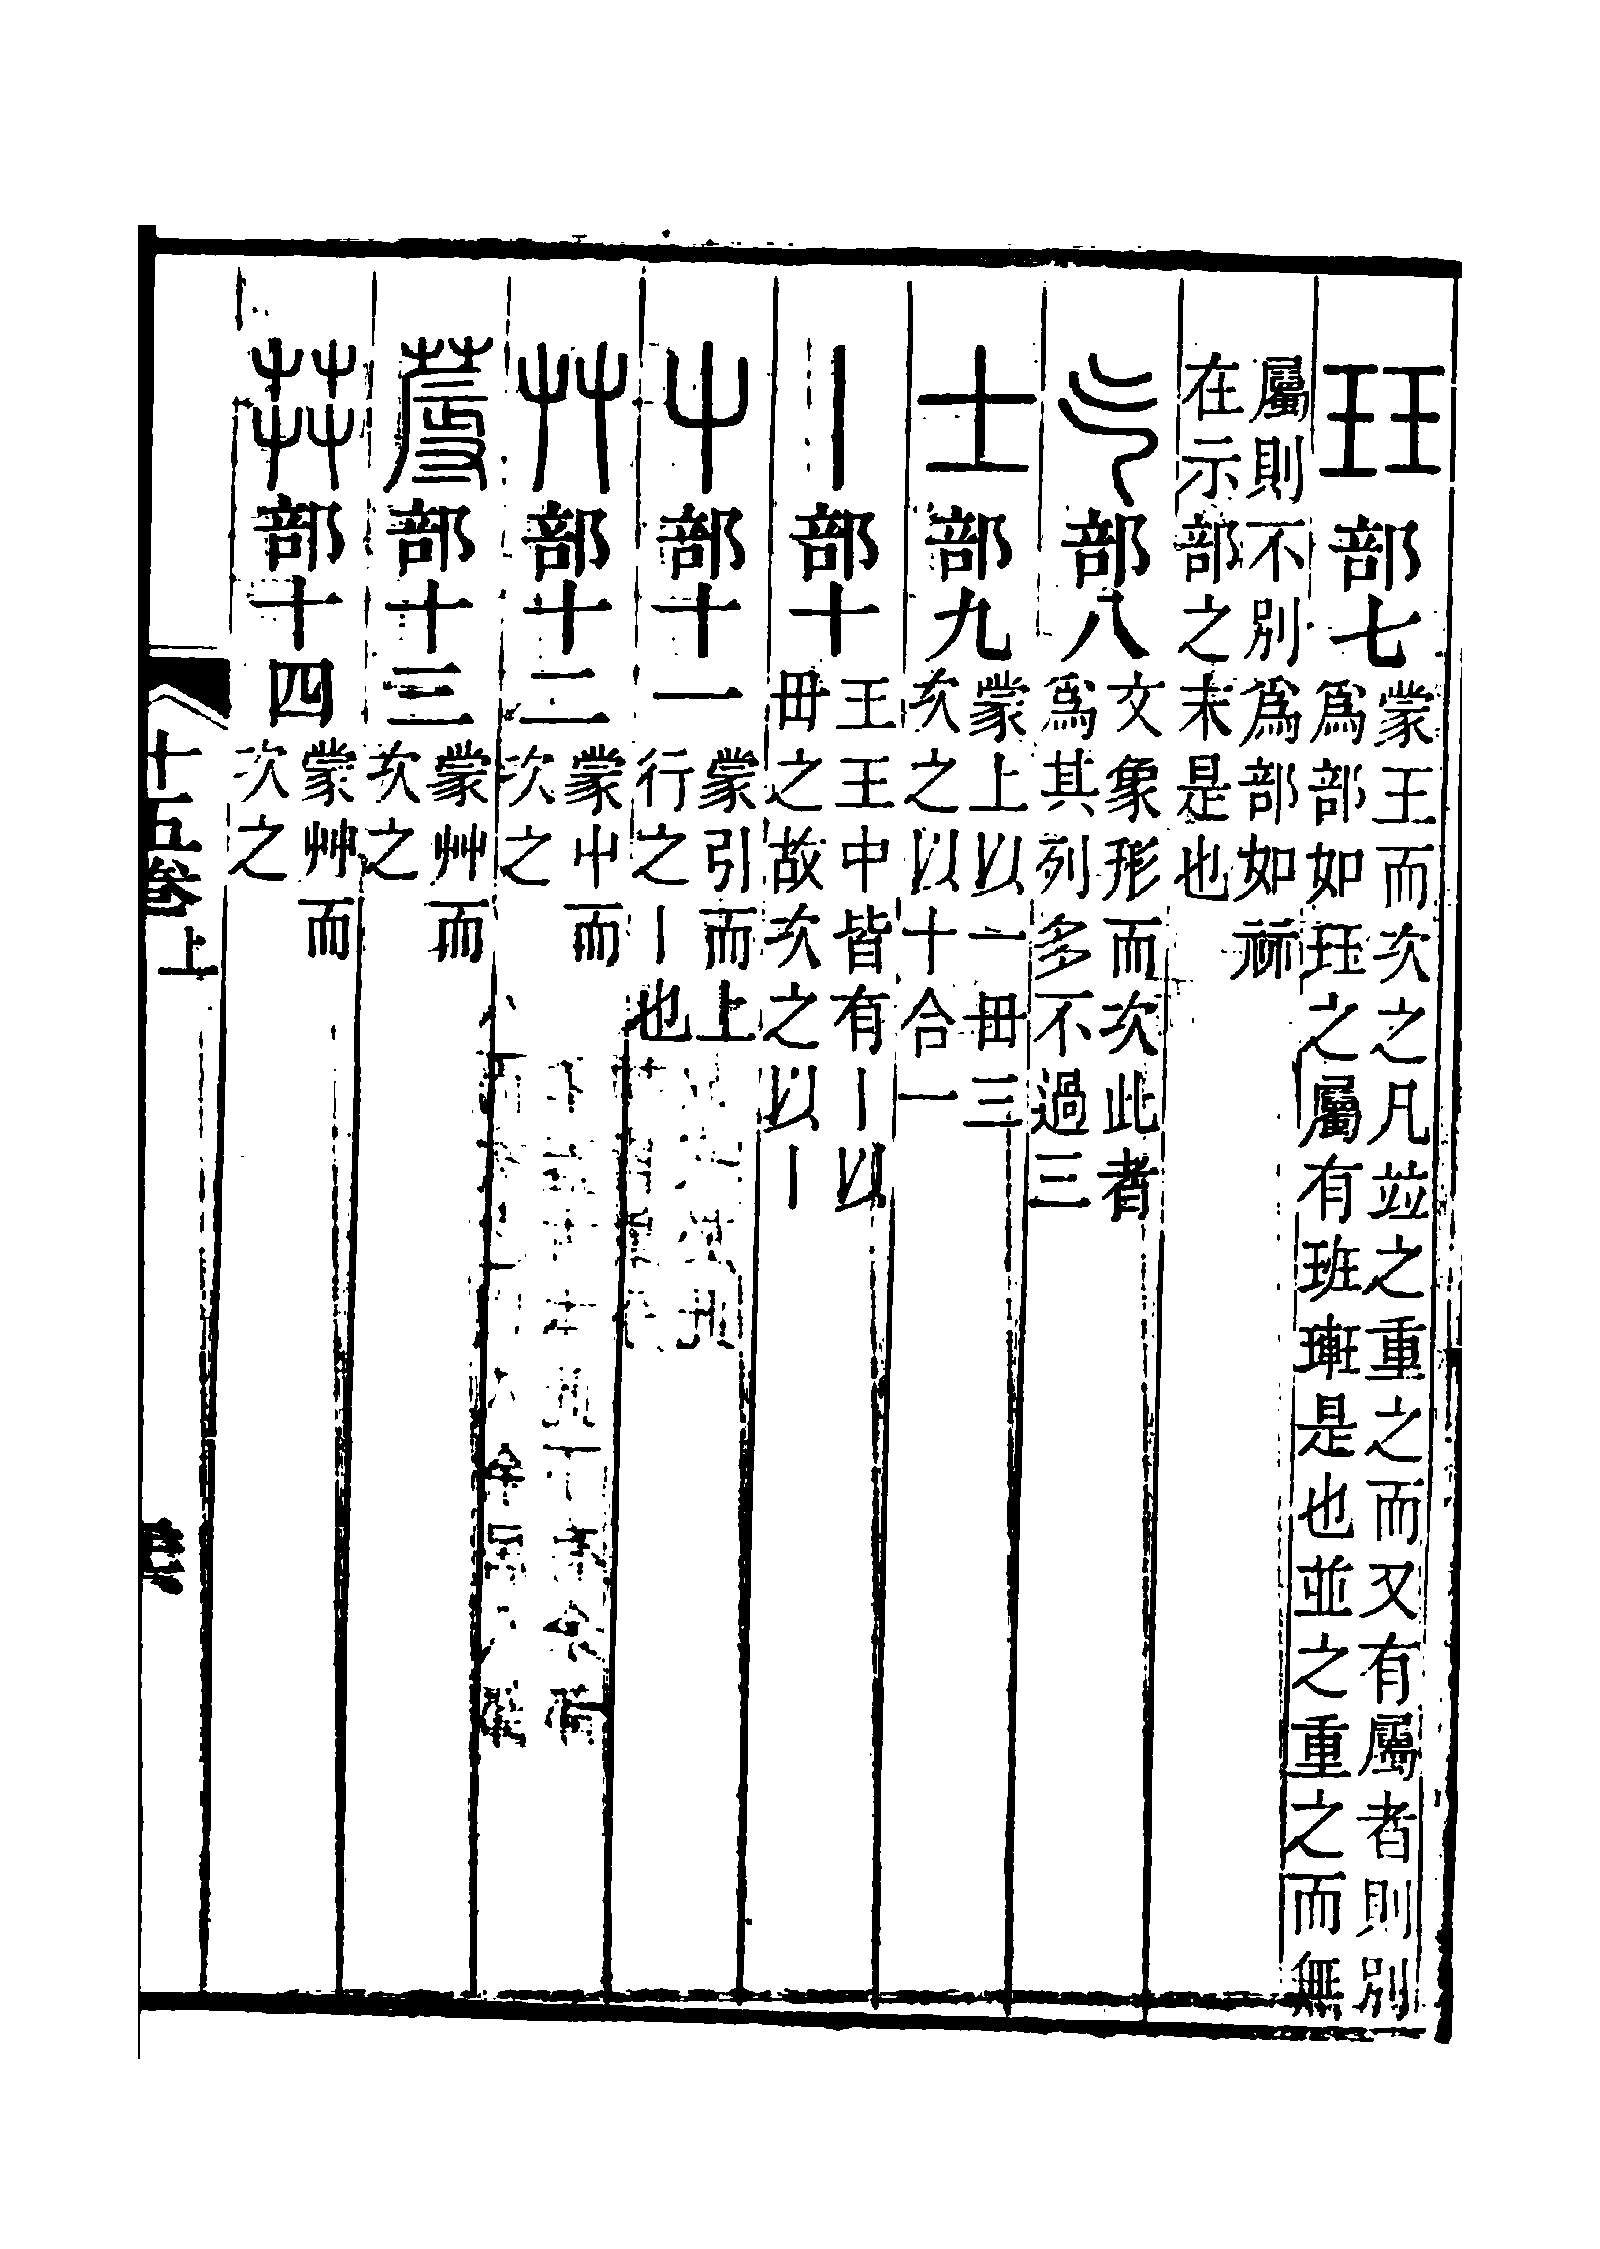 玨部七
蒙王而次之凡竝之重之而又有屬者則別
爲部如珏之屬有班是也並之重之而無
屬則不別爲部如祘
在示部之末是也
气部八
文象形而次此者
爲其列多不過三
士部九
蒙上以一毌三
次之以十合一
丨部十
王王中皆有丨以
毌之故次之以丨
屮部十一
蒙引而上
行之丨也
艸部十二
蒙屮而
次之
蓐部十三
蒙艸而
次之
茻部十四
蒙艸而
次之
十五卷上